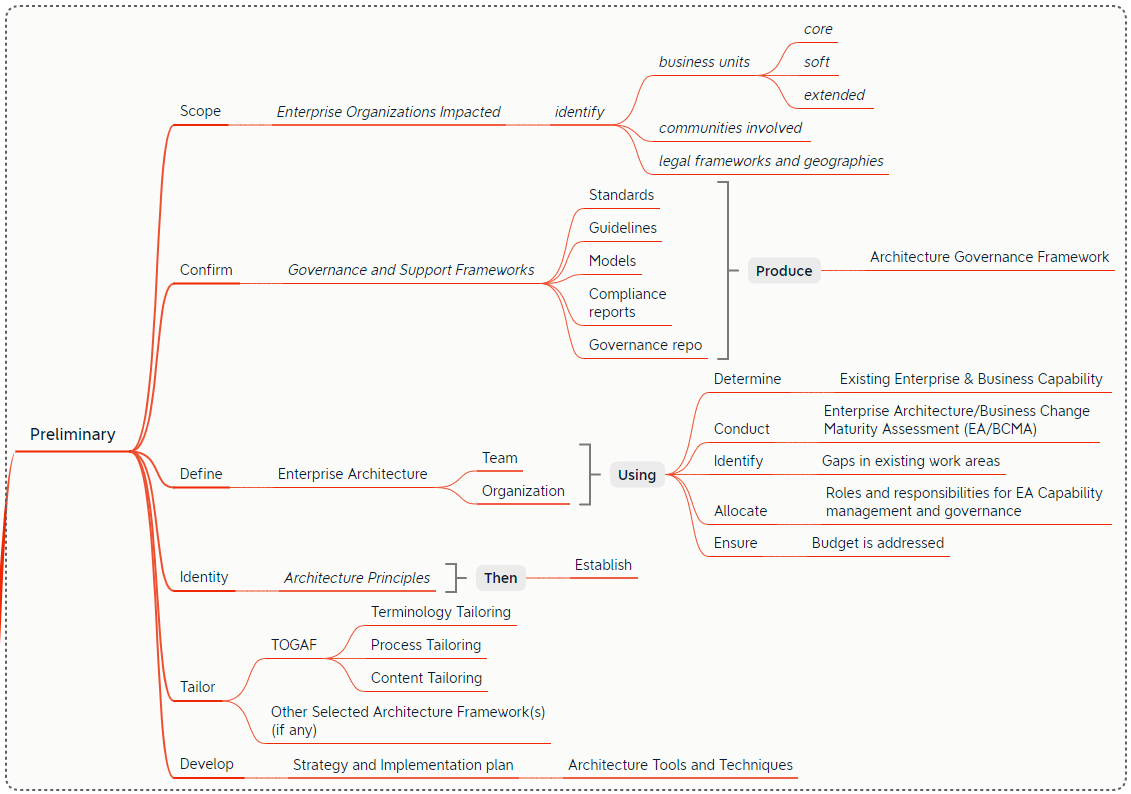 Preliminary
Scope
Enterprise Organizations Impacted
identify
business units
core
soft
extended
communities involved
legal frameworks and geographies
Confirm
Governance and Support Frameworks
Standards
Guidelines
Models
Compliance
reports
Governance repo
Produce
Architecture Governance Framework
Define
Enterprise Architecture
Team
Organization
Using
Determine
Existing Enterprise & Business Capability
Conduct
Enterprise Architecture/Business Change
Maturity Assessment (EA/BCMA)
Identify
Gaps in existing work areas
Allocate
Roles and responsibilities for EA Capability
management and governance
Ensure
Budget is addressed
Identity
Architecture Principles
Then
Establish
Tailor
TOGAF
Terminology Tailoring
Process Tailoring
Content Tailoring
Other Selected Architecture Framework(s)
(if any)
Develop
Strategy and Implementation plan
Architecture Tools and Techniques